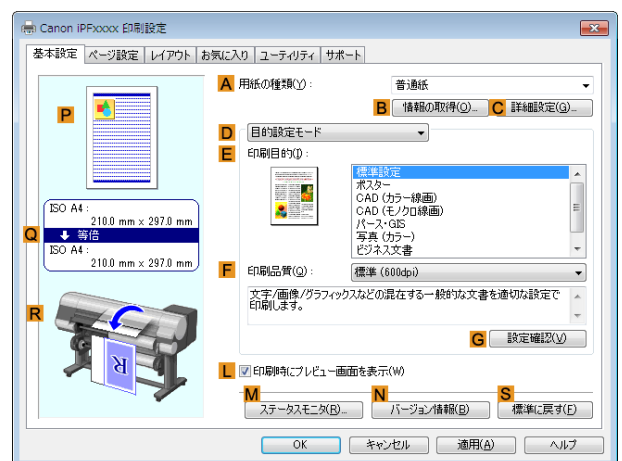 Canon iPFxxxx 印刷設定
基本設定 ページ設定 レイアウト お気に入り ユーティリティ サポート
P
ISO A4 :
210.0 mm x 297.0 mm
等倍
ISO A4 :
210.0 mm x 297.0 mm
Q
R
R
A 用紙の種類(Y) : 普通紙
B 情報の取得(O)... C 詳細設定(G)...
D 目的設定モード
E 印刷目的(I) :
標準設定
ポスター
CAD (カラー線画)
CAD (モノクロ線画)
パース・GIS
写真 (カラー)
ビジネス文書
F 印刷品質(Q) : 標準 (600dpi)
文字/画像/グラフィックスなどの混在する一般的な文書を適切な設定で
印刷します。
G 設定確認(V)
L 印刷時にプレビュー画面を表示(W)
M ステータスモニタ(R)... N バージョン情報(B) S 標準に戻す(F)
OK キャンセル 適用(A) ヘルプ